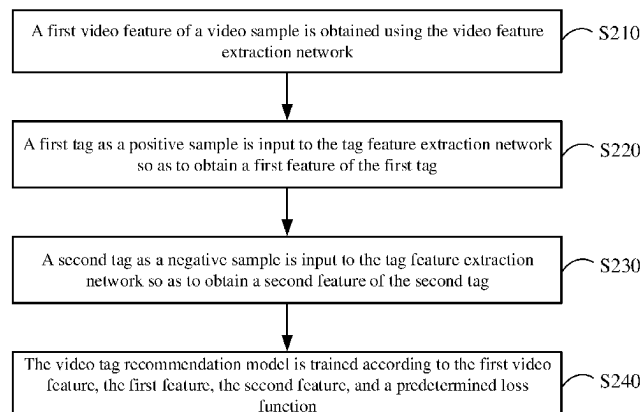 A first video feature of a video sample is obtained using the video feature
extraction network
S210
A first tag as a positive sample is input to the tag feature extraction network
so as to obtain a first feature of the first tag
S220
A second tag as a negative sample is input to the tag feature extraction
network so as to obtain a second feature of the second tag
S230
The video tag recommendation model is trained according to the first video
feature, the first feature, the second feature, and a predetermined loss
function
S240